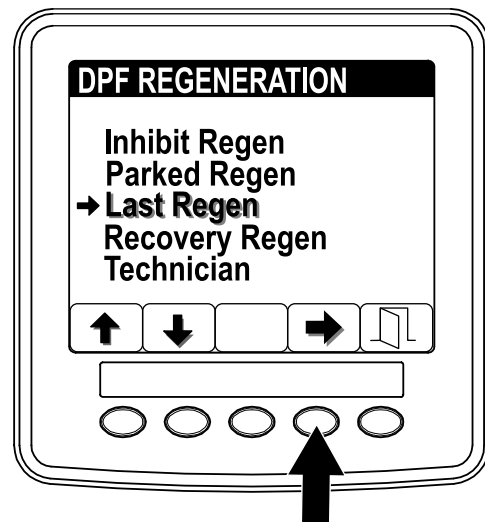 DPF REGENERATION
Inhibit Regen
Parked Regen
Last Regen
Recovery Regen
Technician